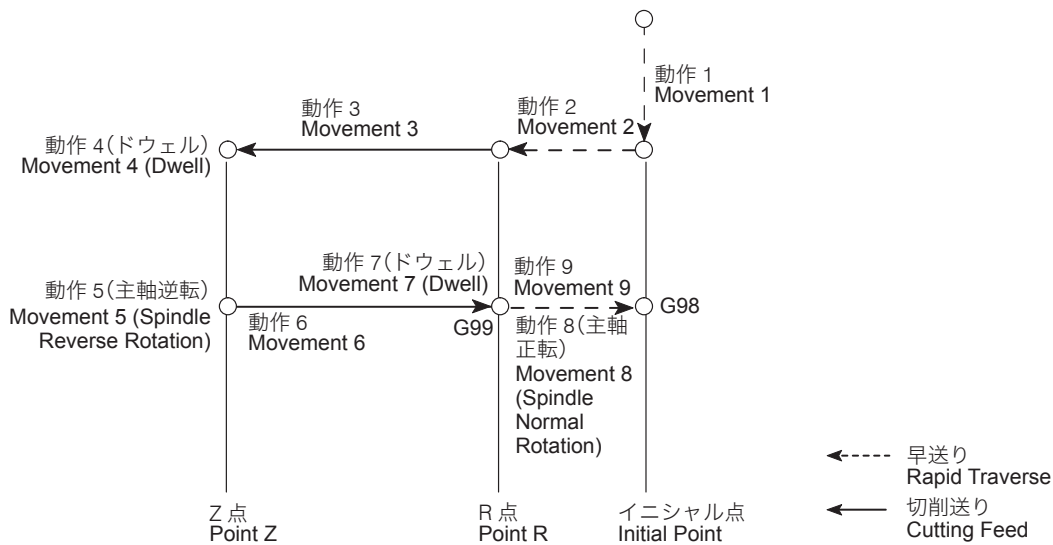 動作 1
Movement 1
動作 2
Movement 2
動作 3
Movement 3
動作 4(ドウェル)
Movement 4 (Dwell)
動作 5(主軸逆転)
Movement 5 (Spindle
Reverse Rotation)
動作 6
Movement 6
動作 7(ドウェル)
Movement 7 (Dwell)
G99
動作 9
Movement 9
動作 8(主軸
正転)
Movement 8
(Spindle
Normal
Rotation)
G98
早送り
Rapid Traverse
切削送り
Cutting Feed
Z 点
Point Z
R 点
Point R
イニシャル点
Initial Point